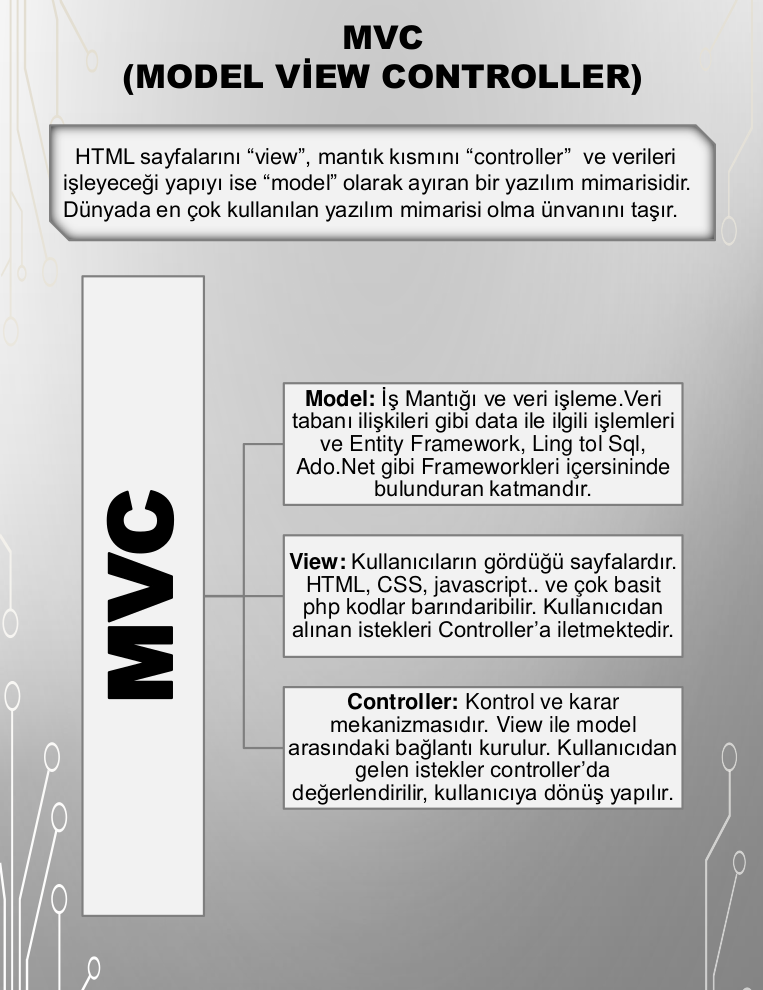 MVC
(MODEL VİEW CONTROLLER)
HTML sayfalarını “view”, mantık kısmını “controller” ve verileri
işleyeceği yapıyı ise “model” olarak ayıran bir yazılım mimarisidir.
Dünyada en çok kullanılan yazılım mimarisi olma ünvanını taşır.
MVC
Model: İş Mantığı ve veri işleme.Veri
tabanı ilişkileri gibi data ile ilgili işlemleri
ve Entity Framework, Ling tol Sql,
Ado.Net gibi Frameworkleri içersininde
bulunduran katmandır.
View: Kullanıcıların gördüğü sayfalardır.
HTML, CSS, javascript.. ve çok basit
php kodlar barındaribilir. Kullanıcıdan
alınan istekleri Controller’a iletmektedir.
Controller: Kontrol ve karar
mekanizmasıdır. View ile model
arasındaki bağlantı kurulur. Kullanıcıdan
gelen istekler controller’da
değerlendirilir, kullanıcıya dönüş yapılır.